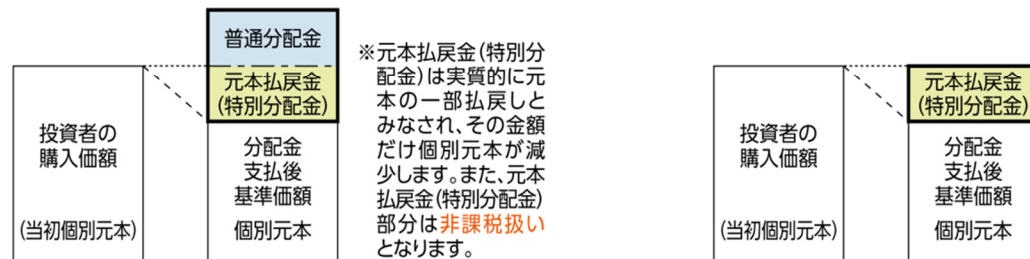 普通分配金
元本払戻金
(特別分配金)
投資者の
購入価額
(当初個別元本)
分配金
支払後
基準価額
個別元本
※元本払戻金(特別分
配金)は実質的に元
本の一部払戻しと
みなされ、その金額
だけ個別元本が減
少します。また、元本
払戻金(特別分配金)
部分は非課税扱い
となります。
元本払戻金
(特別分配金)
投資者の
購入価額
(当初個別元本)
分配金
支払後
基準価額
個別元本